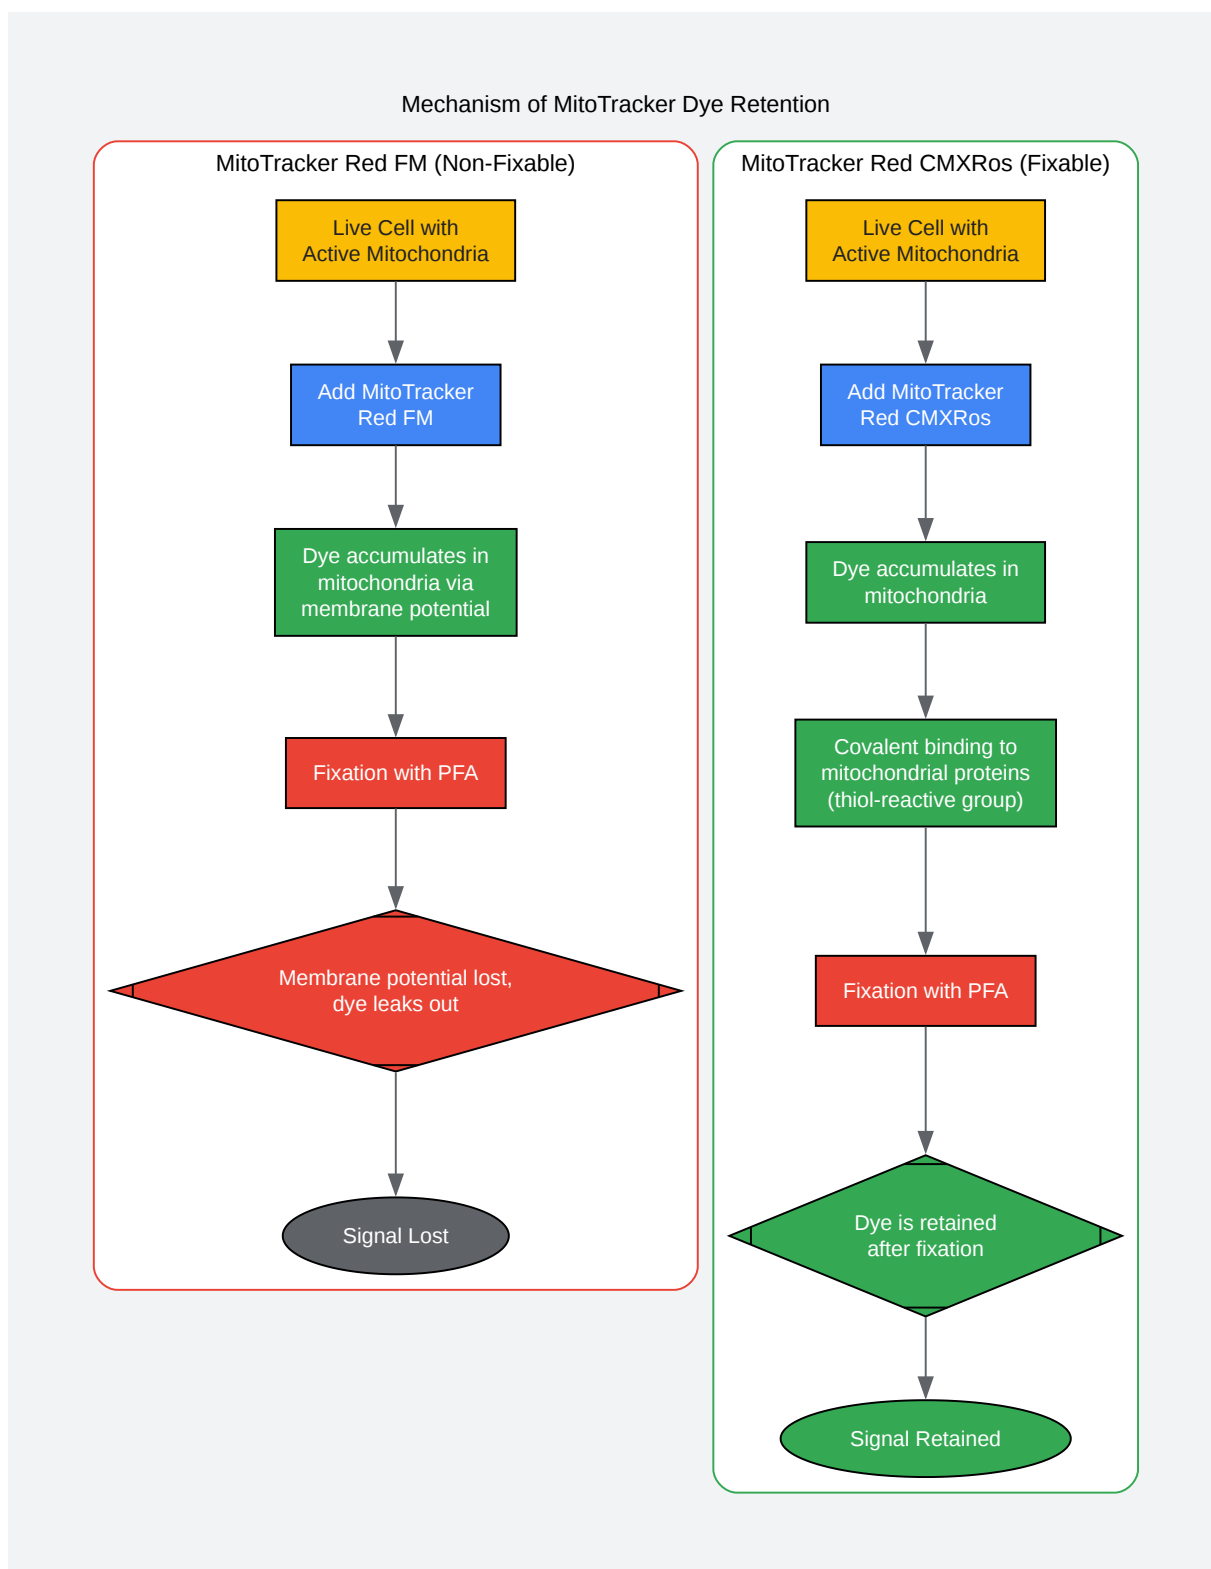 Mechanism of MitoTracker Dye Retention
MitoTracker Red FM (Non-Fixable)
Live Cell with
Active Mitochondria
Add MitoTracker
Red FM
Dye accumulates in
mitochondria via
membrane potential
Fixation with PFA
Membrane potential lost,
dye leaks out
Signal Lost
MitoTracker Red CMXRos (Fixable)
Live Cell with
Active Mitochondria
Add MitoTracker
Red CMXRos
Dye accumulates in
mitochondria
Covalent binding to
mitochondrial proteins
(thiol-reactive group)
Fixation with PFA
Dye is retained
after fixation
Signal Retained